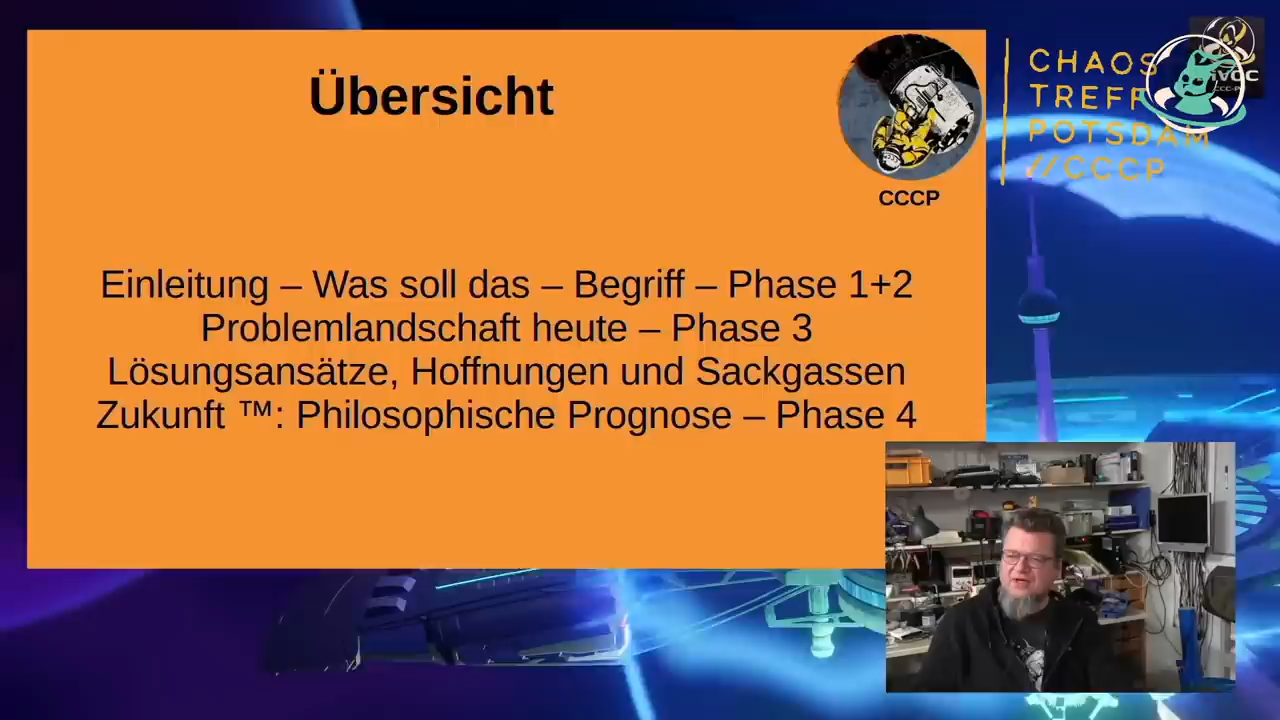 Übersicht
CCCP
Einleitung – Was soll das – Begriff – Phase 1+2
Problemlandschaft heute – Phase 3
Lösungsansätze, Hoffnungen und Sackgassen
Zukunft ™: Philosophische Prognose – Phase 4
CHAOS
TREFF
POTSDAM
//CCCP